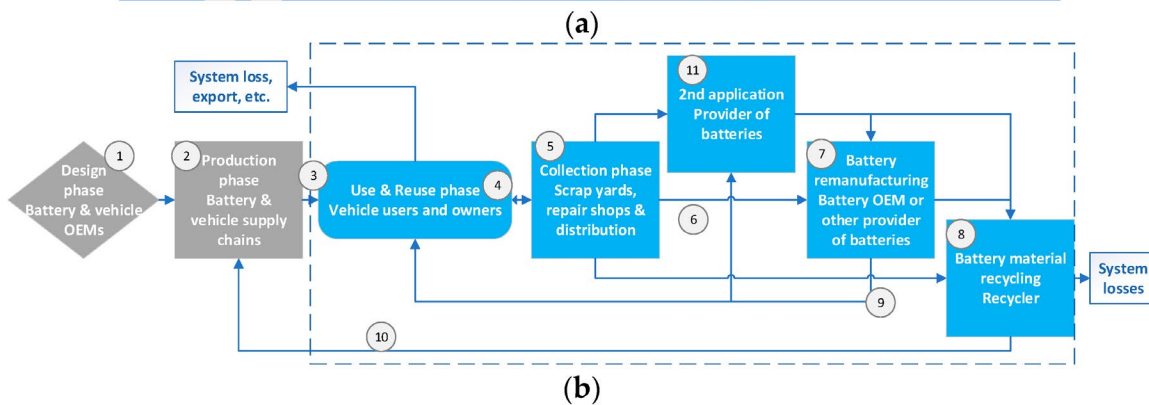 (a)
System loss,
export, etc.
11
2nd application
Provider of
batteries
1
Design
phase
Battery & vehicle
OEMs
2
Production
phase
Battery &
vehicle supply
chains
3
Use & Reuse phase
Vehicle users and owners
4
5
Collection phase
Scrap yards,
repair shops &
distribution
6
7
Battery
remanufacturing
Battery OEM or
other provider
of batteries
8
Battery material
recycling
Recycler
System
losses
9
10
(b)